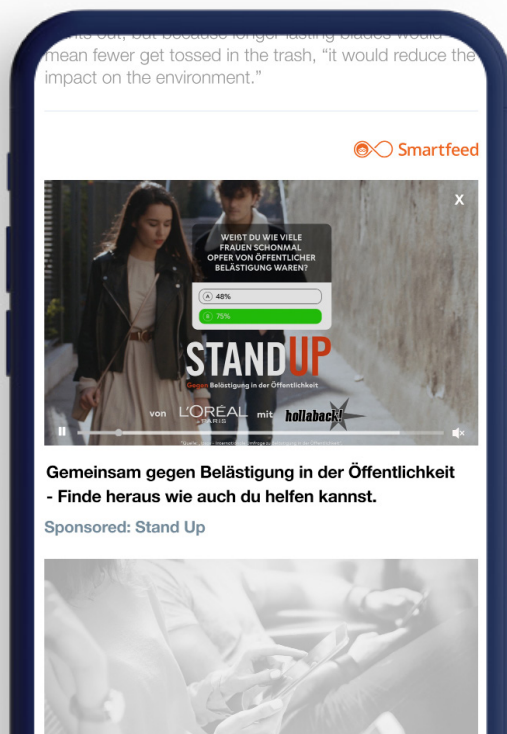 mean fewer get tossed in the trash, “it would reduce the
impact on the environment.”
Smartfeed
X
WEIẞT DU WIE VIELE
FRAUEN SCHONMAL
OPFER VON ÖFFENTLICHER
BELÄSTIGUNG WAREN?
A 48%
B 75%
STANDUP
Gegen Belästigung in der Öffentlichkeit
von L'ORÉAL PARIS mit hollaback!
Gemeinsam gegen Belästigung in der Öffentlichkeit
- Finde heraus wie auch du helfen kannst.
Sponsored: Stand Up